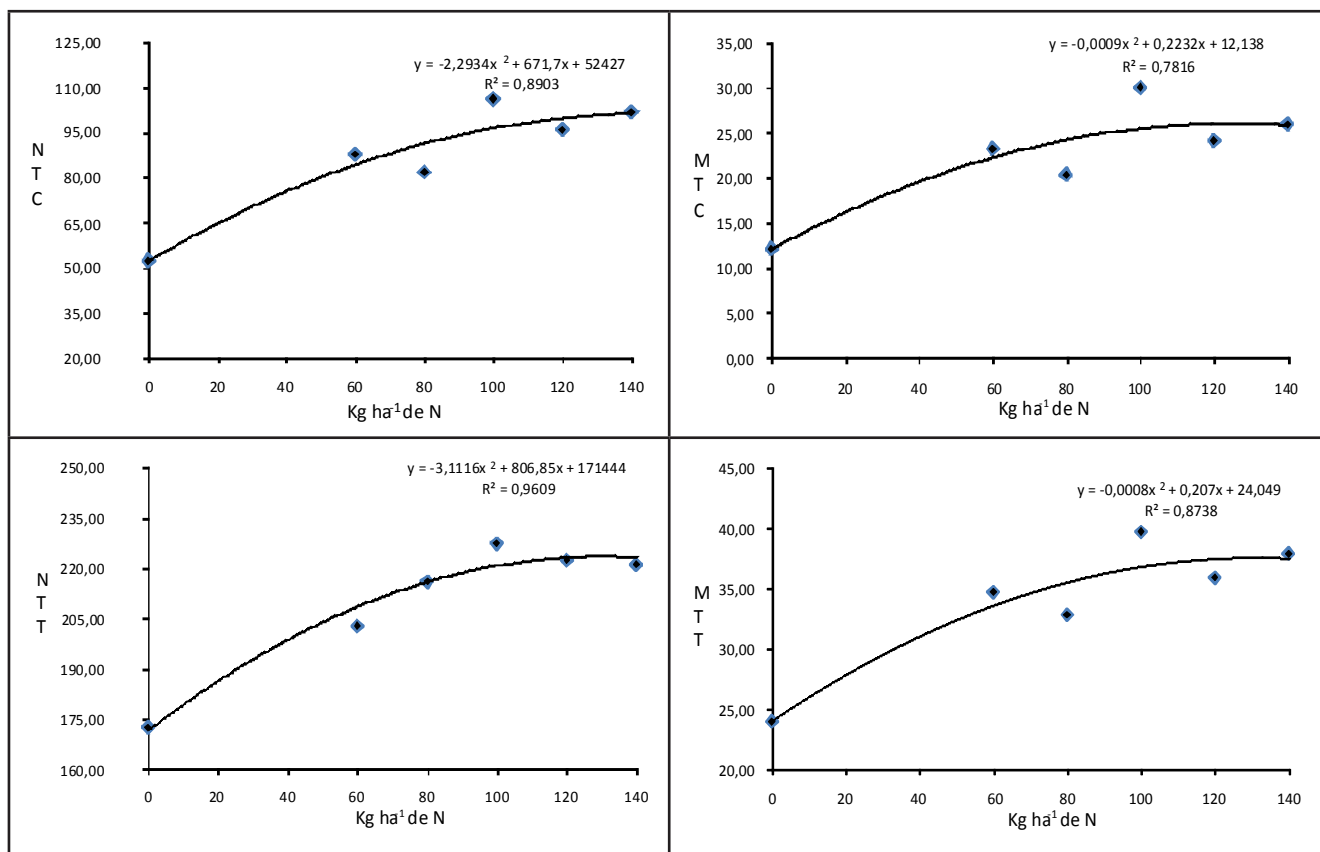 125,00
110,00
95,00
80,00
65,00
50,00
35,00
20,00
N
T
C
y = -2,2934x ² + 671,7x + 52427
R² = 0,8903
0 20 40 60 80 100 120 140
Kg ha⁻¹ de N
35,00
30,00
25,00
20,00
15,00
10,00
5,00
0,00
M
T
C
y = -0,0009x ² + 0,2232x + 12,138
R² = 0,7816
0 20 40 60 80 100 120 140
Kg ha⁻¹ de N
250,00
235,00
220,00
205,00
190,00
175,00
160,00
N
T
T
y = -3,1116x ² + 806,85x + 171444
R² = 0,9609
0 20 40 60 80 100 120 140
Kg ha⁻¹ de N
45,00
40,00
35,00
30,00
25,00
20,00
M
T
T
y = -0,0008x ² + 0,207x + 24,049
R² = 0,8738
0 20 40 60 80 100 120 140
Kg ha⁻¹ de N